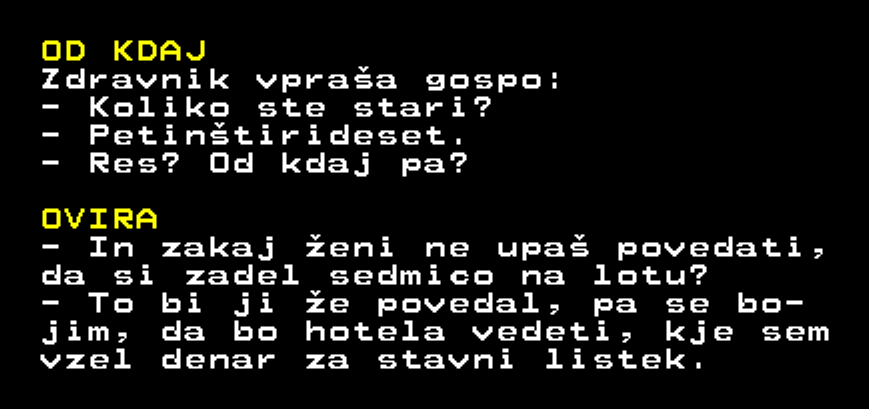 OD KDAJ
Zdravnik vpraša gospo:
- Koliko ste stari?
- Petinštirideset.
- Res? Od kdaj pa?
OVIRA
- In zakaj ženi ne upaš povedati,
da si zadel sedmico na lotu?
- To bi ji že povedal, pa se bo-
jim, da bo hotela vedeti, kje sem
vzel denar za stavni listek.